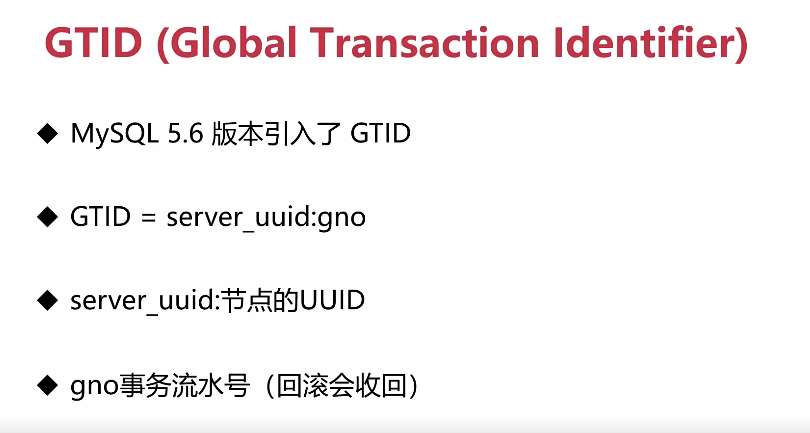 GTID (Global Transaction Identifier)
◆ MySQL 5.6 版本引入了 GTID
◆ GTID = server_uuid:gno
◆ server_uuid:节点的UUID
◆ gno事务流水号（回滚会收回）